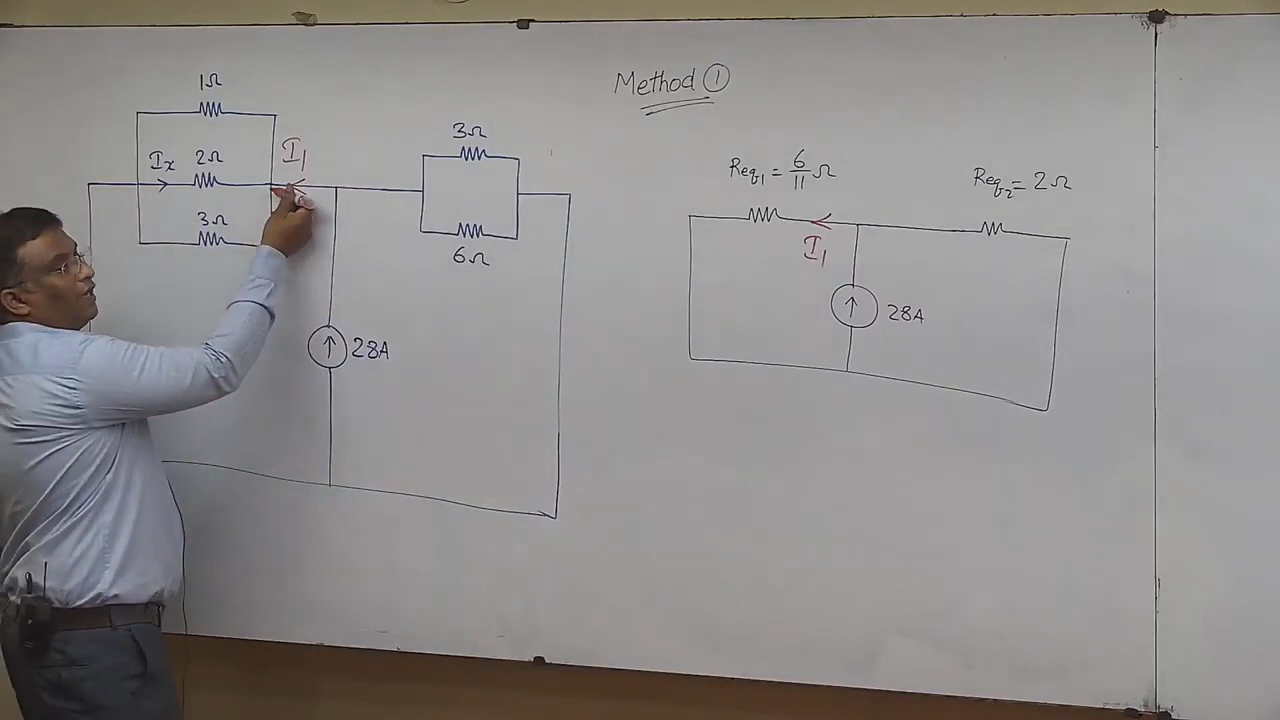 Method ①
1Ω
Ix
2Ω
I1
3Ω
3Ω
6Ω
28A
Req1 = 6/11 Ω
Req2 = 2Ω
I1
28A